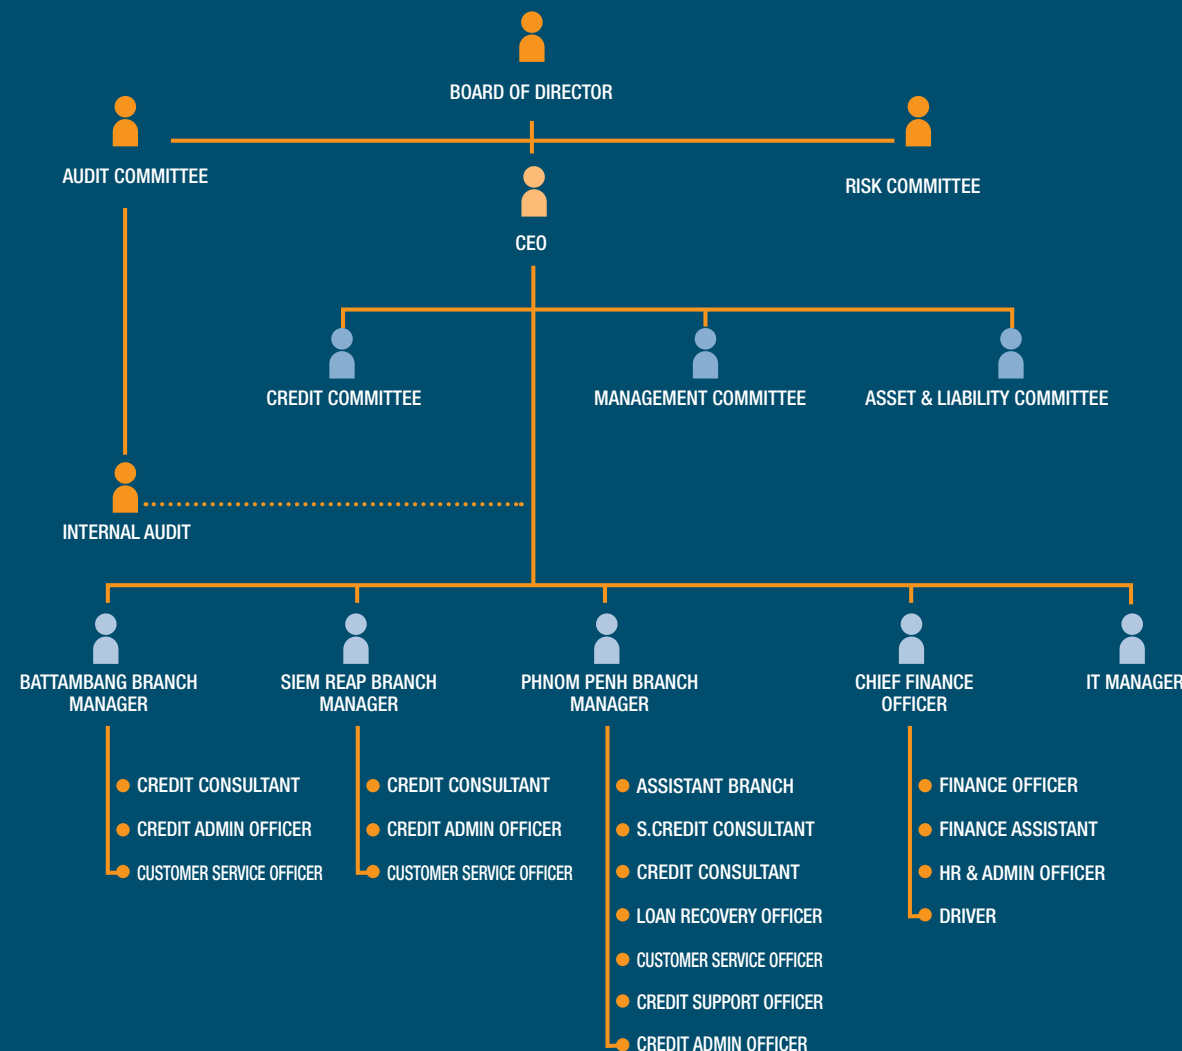 BOARD OF DIRECTOR
AUDIT COMMITTEE
RISK COMMITTEE
CEO
CREDIT COMMITTEE
MANAGEMENT COMMITTEE
ASSET & LIABILITY COMMITTEE
INTERNAL AUDIT
BATTAMBANG BRANCH
MANAGER
SIEM REAP BRANCH
MANAGER
PHNOM PENH BRANCH
MANAGER
CHIEF FINANCE
OFFICER
IT MANAGER
CREDIT CONSULTANT
CREDIT ADMIN OFFICER
CUSTOMER SERVICE OFFICER
CREDIT CONSULTANT
CREDIT ADMIN OFFICER
CUSTOMER SERVICE OFFICER
ASSISTANT BRANCH
S.CREDIT CONSULTANT
CREDIT CONSULTANT
LOAN RECOVERY OFFICER
CUSTOMER SERVICE OFFICER
CREDIT SUPPORT OFFICER
CREDIT ADMIN OFFICER
FINANCE OFFICER
FINANCE ASSISTANT
HR & ADMIN OFFICER
DRIVER